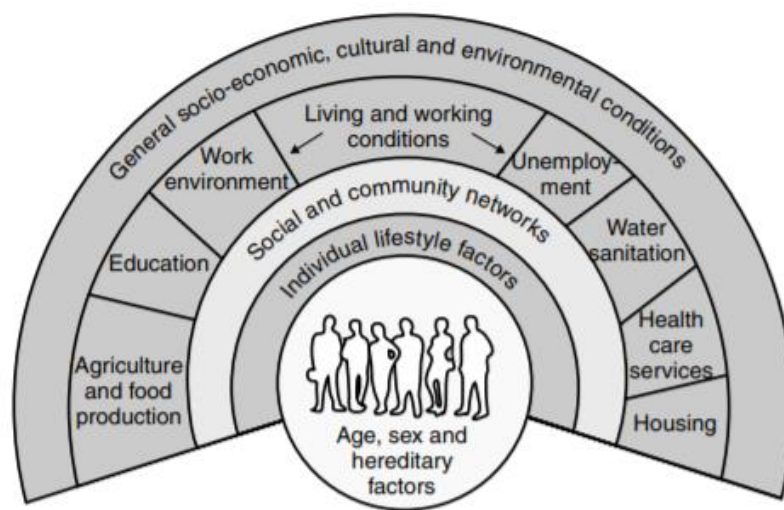 General socio-economic, cultural and environmental conditions
Living and working
conditions
Work
environment
Unemploy-
ment
Education
Water
sanitation
Agriculture
and food
production
Health
care
services
Housing
Social and community networks
Individual lifestyle factors
Age, sex and
hereditary
factors